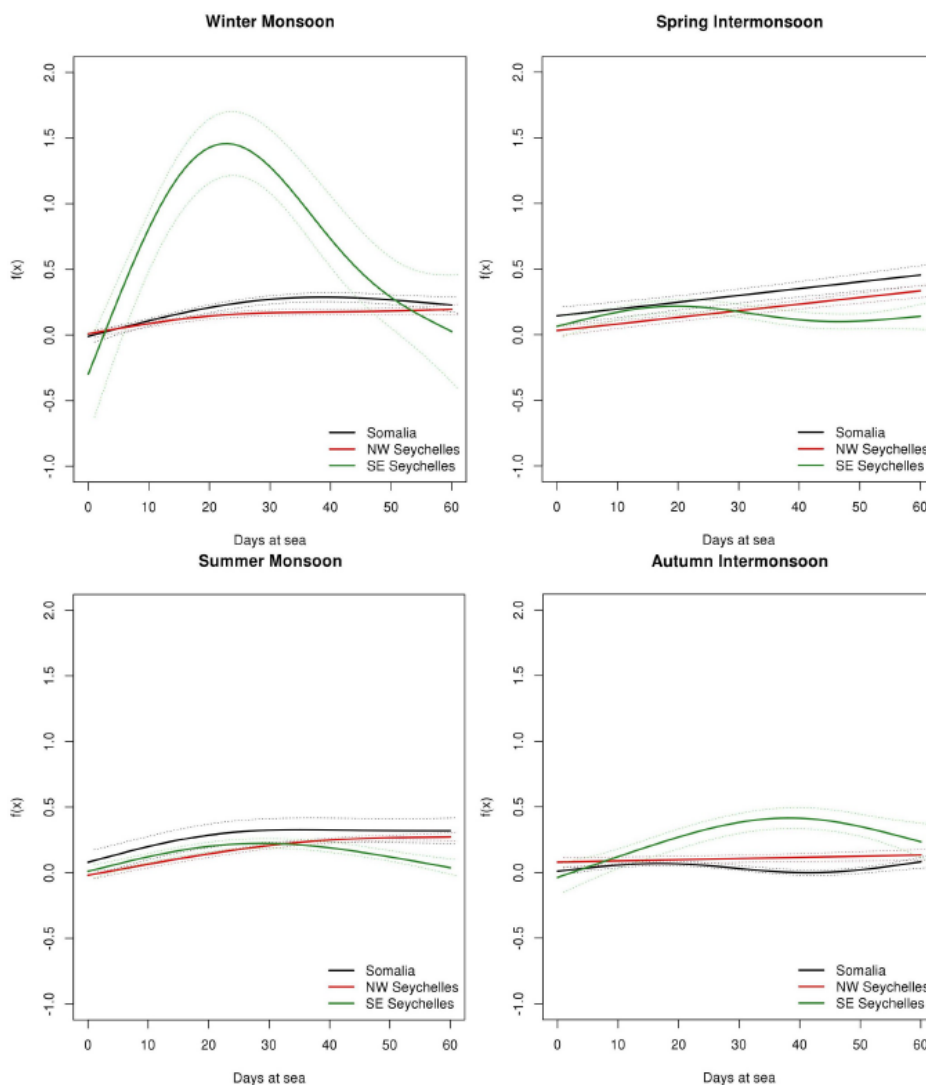 Winter Monsoon
Spring Intermonsoon
2.0
1.5
1.0
0.5
0.0
-0.5
-1.0
f(x)
Somalia
NW Seychelles
SE Seychelles
0 10 20 30 40 50 60
Days at sea
2.0
1.5
1.0
0.5
0.0
-0.5
-1.0
f(x)
Somalia
NW Seychelles
SE Seychelles
0 10 20 30 40 50 60
Days at sea
Summer Monsoon
Autumn Intermonsoon
2.0
1.5
1.0
0.5
0.0
-0.5
-1.0
f(x)
Somalia
NW Seychelles
SE Seychelles
0 10 20 30 40 50 60
Days at sea
2.0
1.5
1.0
0.5
0.0
-0.5
-1.0
f(x)
Somalia
NW Seychelles
SE Seychelles
0 10 20 30 40 50 60
Days at sea